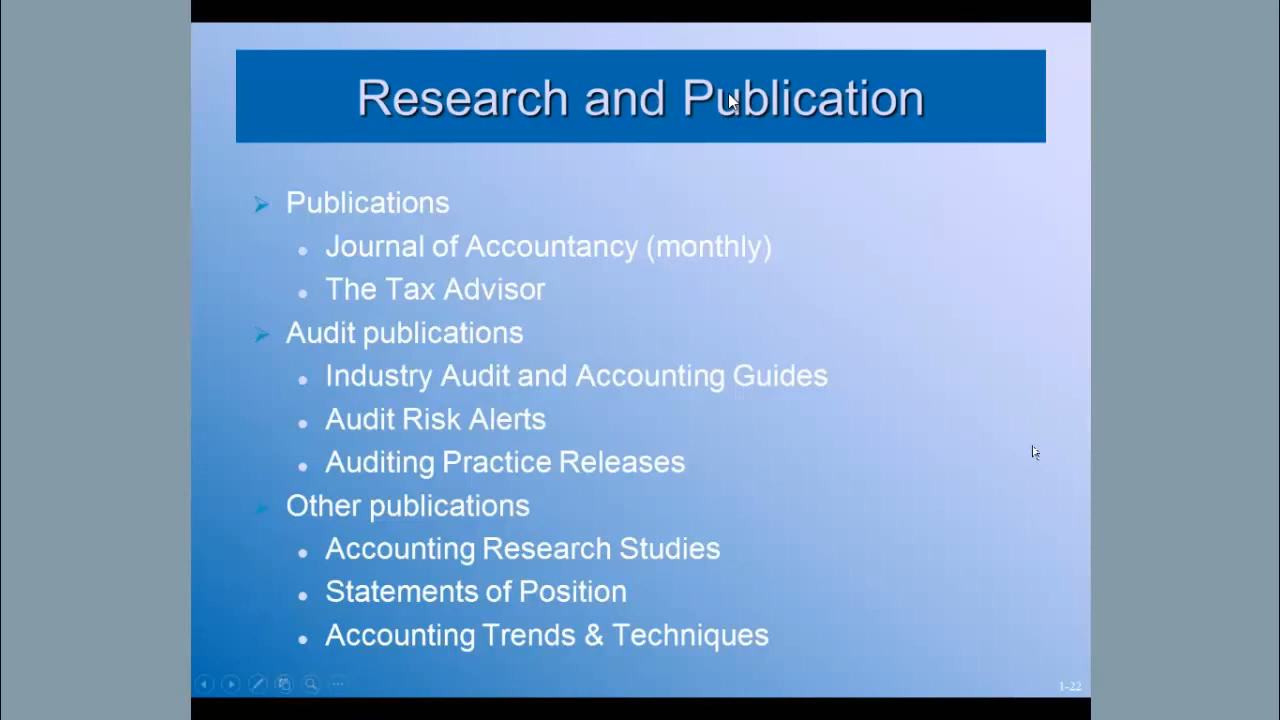 Research and Publication
Publications
Journal of Accountancy (monthly)
The Tax Advisor
Audit publications
Industry Audit and Accounting Guides
Audit Risk Alerts
Auditing Practice Releases
Other publications
Accounting Research Studies
Statements of Position
Accounting Trends & Techniques
1-22